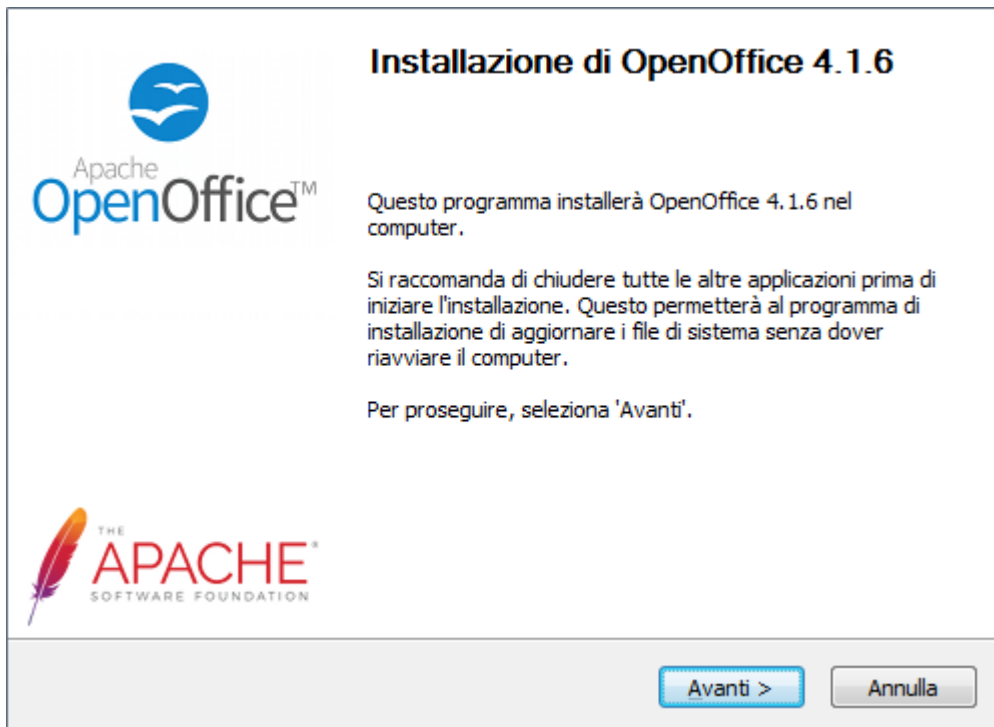 Installazione di OpenOffice 4.1.6
Apache
OpenOffice™
Questo programma installerà OpenOffice 4.1.6 nel
computer.
Si raccomanda di chiudere tutte le altre applicazioni prima di
iniziare l'installazione. Questo permetterà al programma di
installazione di aggiornare i file di sistema senza dover
riavviare il computer.
Per proseguire, seleziona 'Avanti'.
THE
APACHE®
SOFTWARE FOUNDATION
Avanti >
Annulla